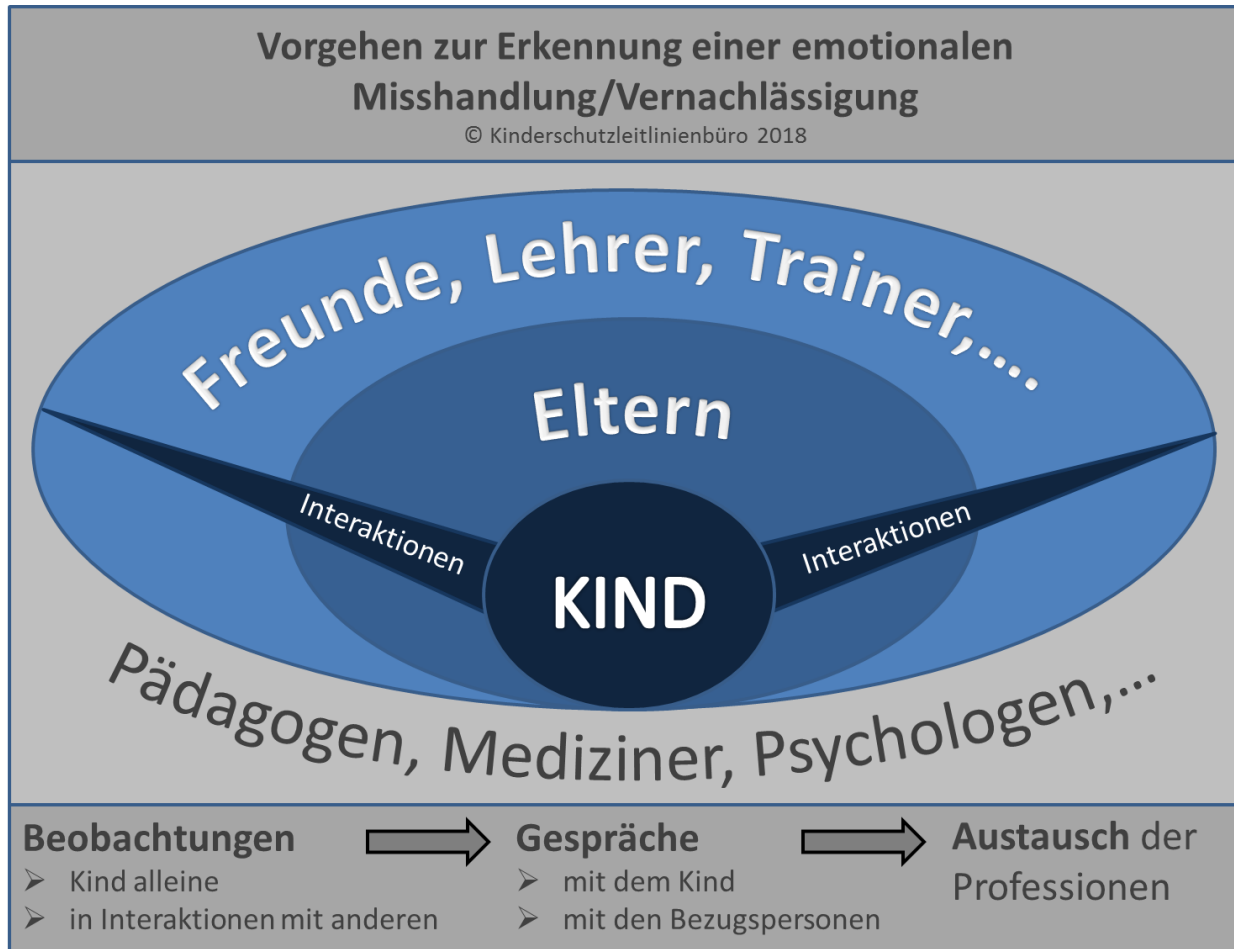 Vorgehen zur Erkennung einer emotionalen
Misshandlung/Vernachlässigung
© Kinderschutzleitlinienbüro 2018
Freunde, Lehrer, Trainer,….
Eltern
Interaktionen
Interaktionen
KIND
Pädagogen, Mediziner, Psychologen,…
Beobachtungen
➢ Kind alleine
➢ in Interaktionen mit anderen
Gespräche
➢ mit dem Kind
➢ mit den Bezugspersonen
Austausch der
Professionen